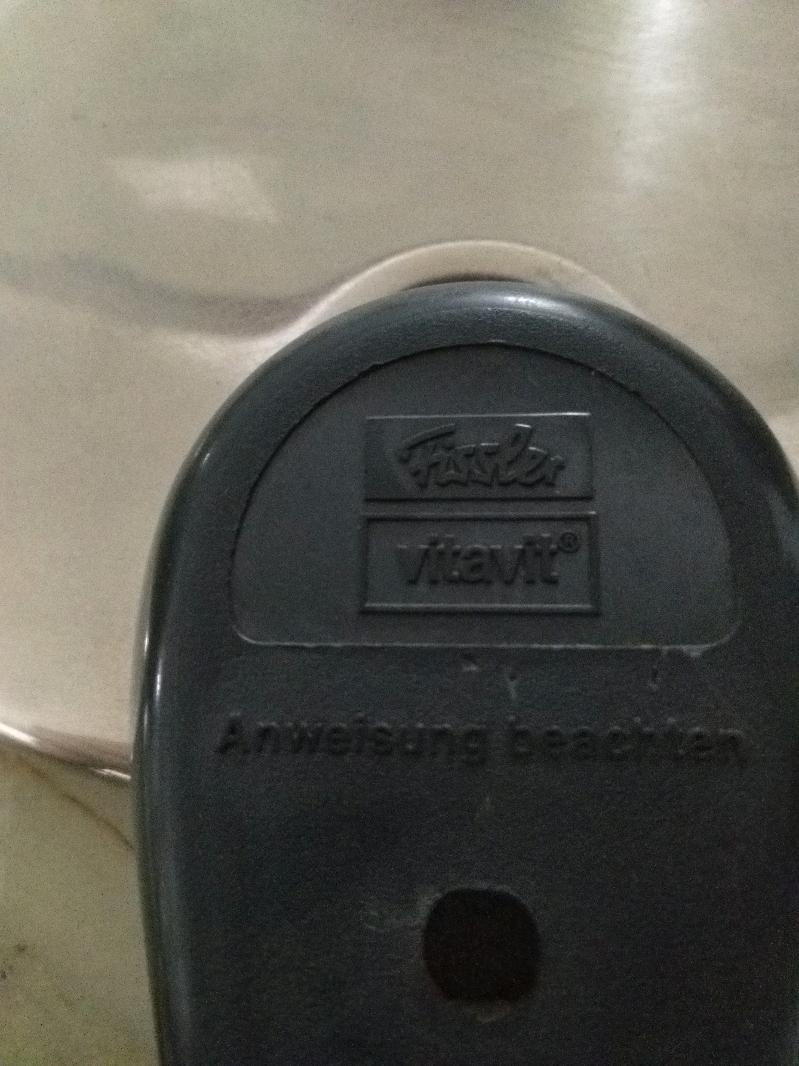 Fissler
vitavit®
Anweisung beachten